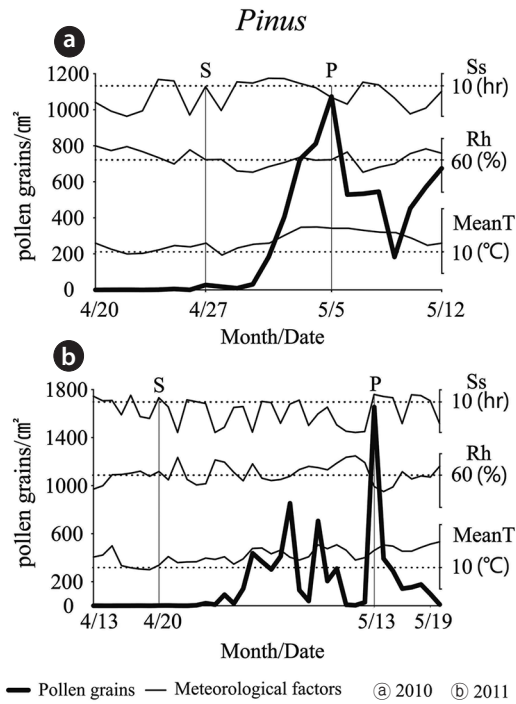 Pinus
a
S P Ss
1200
10 (hr)
1000
Rh
800
60 (%)
600
400
MeanT
200
10 (℃)
0
pollen grains/㎠
4/20 4/27 5/5 5/12
Month/Date
b
S P Ss
1800
10 (hr)
1400
Rh
60 (%)
1000
600
MeanT
10 (℃)
200
0
pollen grains/㎠
4/13 4/20 5/13 5/19
Month/Date
Pollen grains Meteorological factors ⓐ 2010 ⓑ 2011